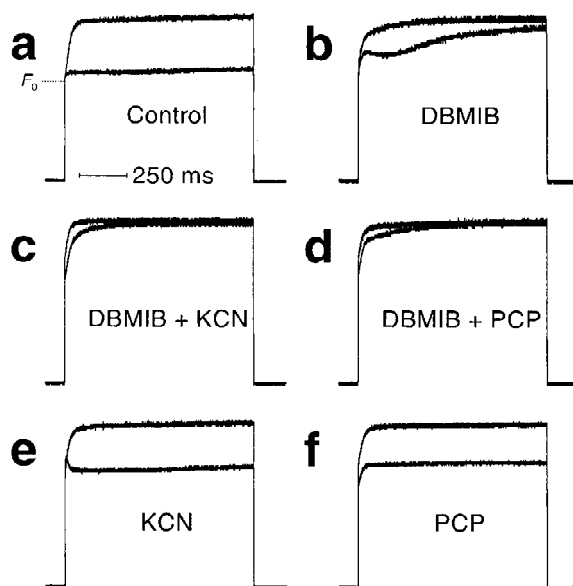 a
b
F₀
Control
DBMIB
250 ms
c
d
DBMIB + KCN
DBMIB + PCP
e
f
KCN
PCP